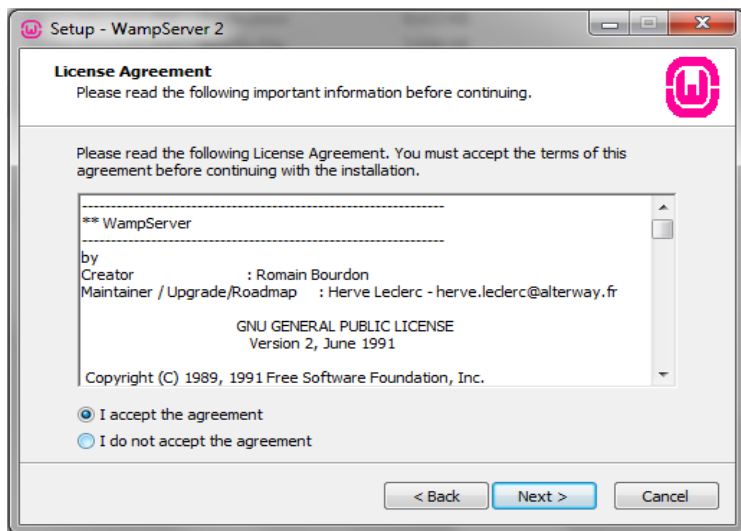 Setup - WampServer 2
License Agreement
Please read the following important information before continuing.
Please read the following License Agreement. You must accept the terms of this
agreement before continuing with the installation.
----------------------------------------------------------------
** WampServer
----------------------------------------------------------------
by
Creator : Romain Bourdon
Maintainer / Upgrade/Roadmap : Herve Leclerc - herve.leclerc@alterway.fr
GNU GENERAL PUBLIC LICENSE
Version 2, June 1991
Copyright (C) 1989, 1991 Free Software Foundation, Inc.
I accept the agreement
I do not accept the agreement
< Back Next > Cancel